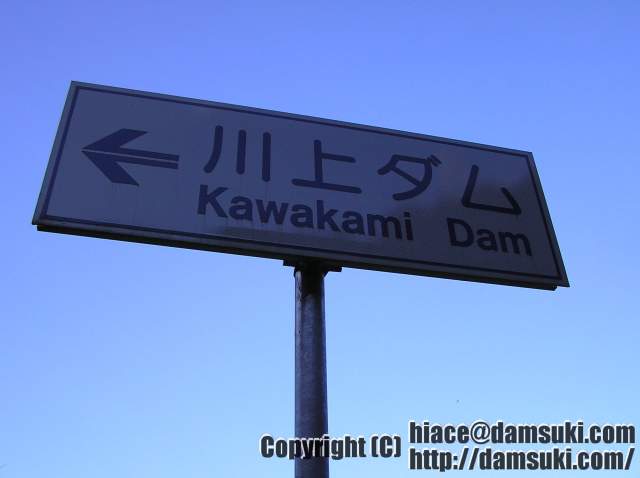 川上ダム
Kawakami Dam
Copyright (C) hiace@damsuki.com
http://damsuki.com/